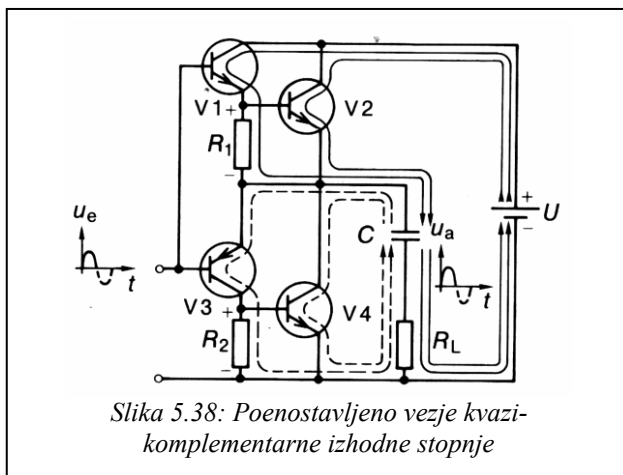 V1 +
V2
R1
-
+
U
-
ue
C
ua
t
t
V3
+
V4
R2
RL
-
Slika 5.38: Poenostavljeno vezje kvazi-
komplementarne izhodne stopnje